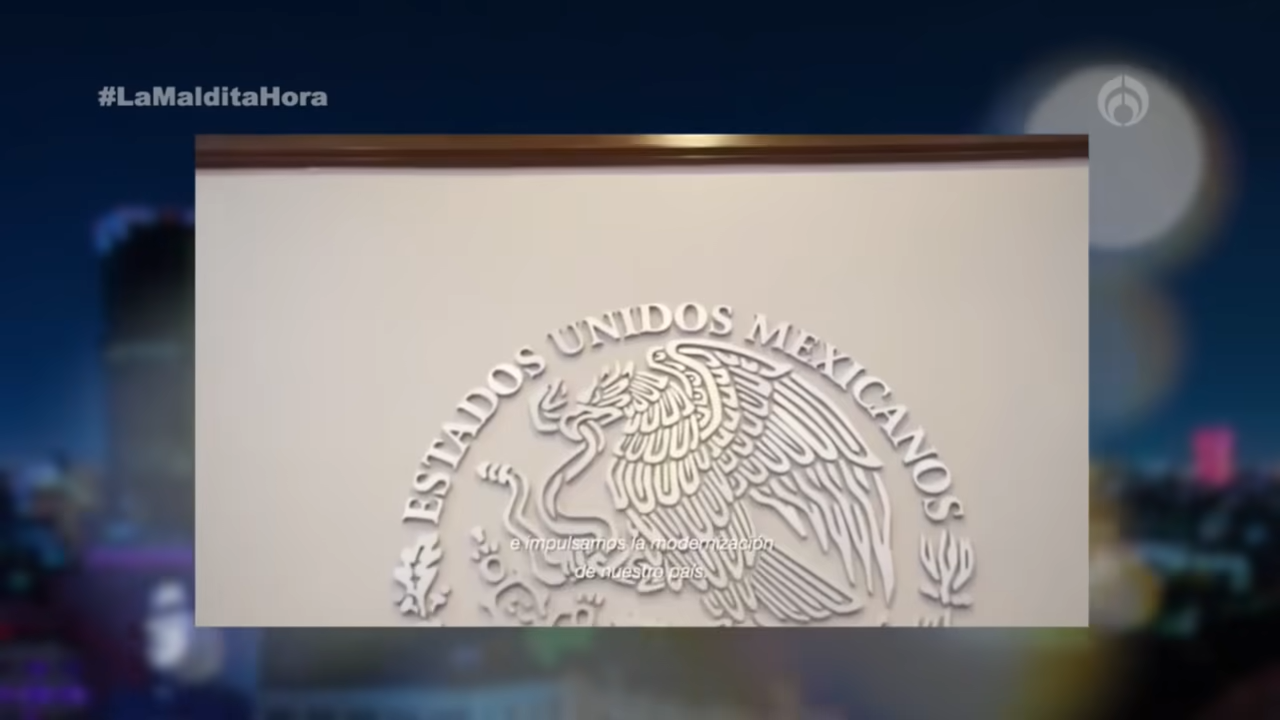 #LaMalditaHora
ESTADOS UNIDOS MEXICANOS
e impulsamos la modernización
de nuestro país.